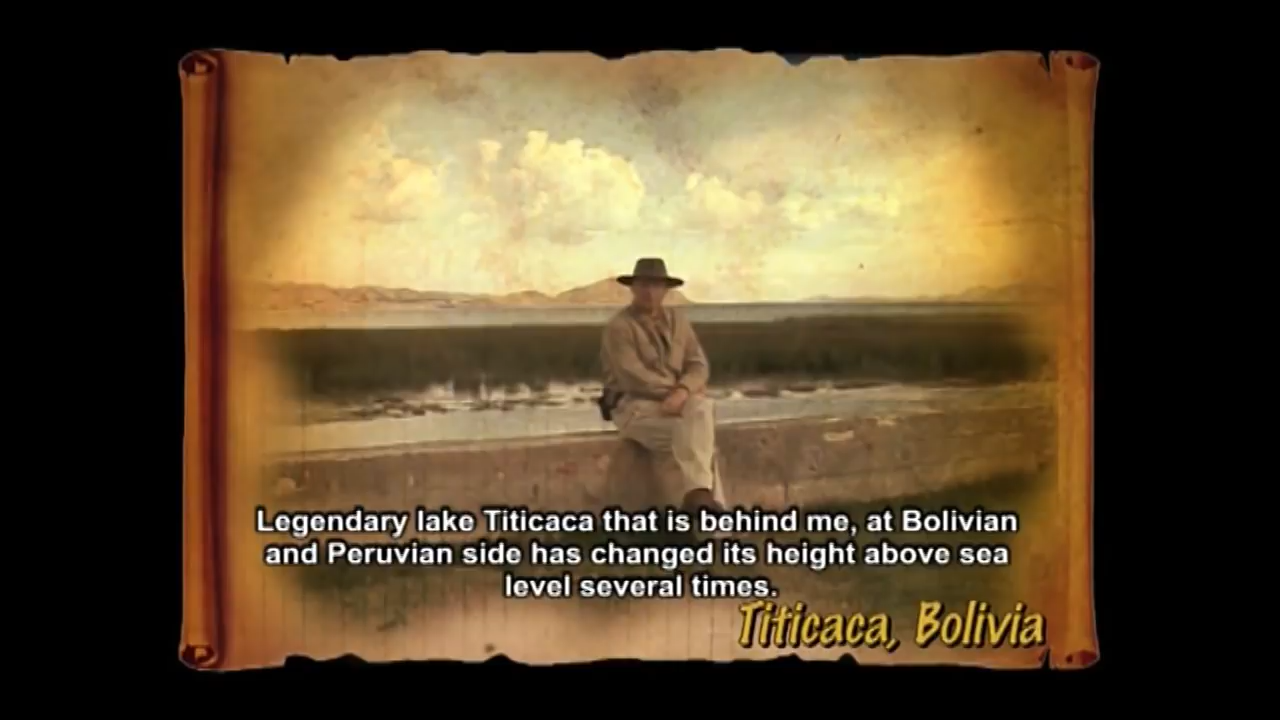 Legendary lake Titicaca that is behind me, at Bolivian
and Peruvian side has changed its height above sea
level several times.
Titicaca, Bolivia